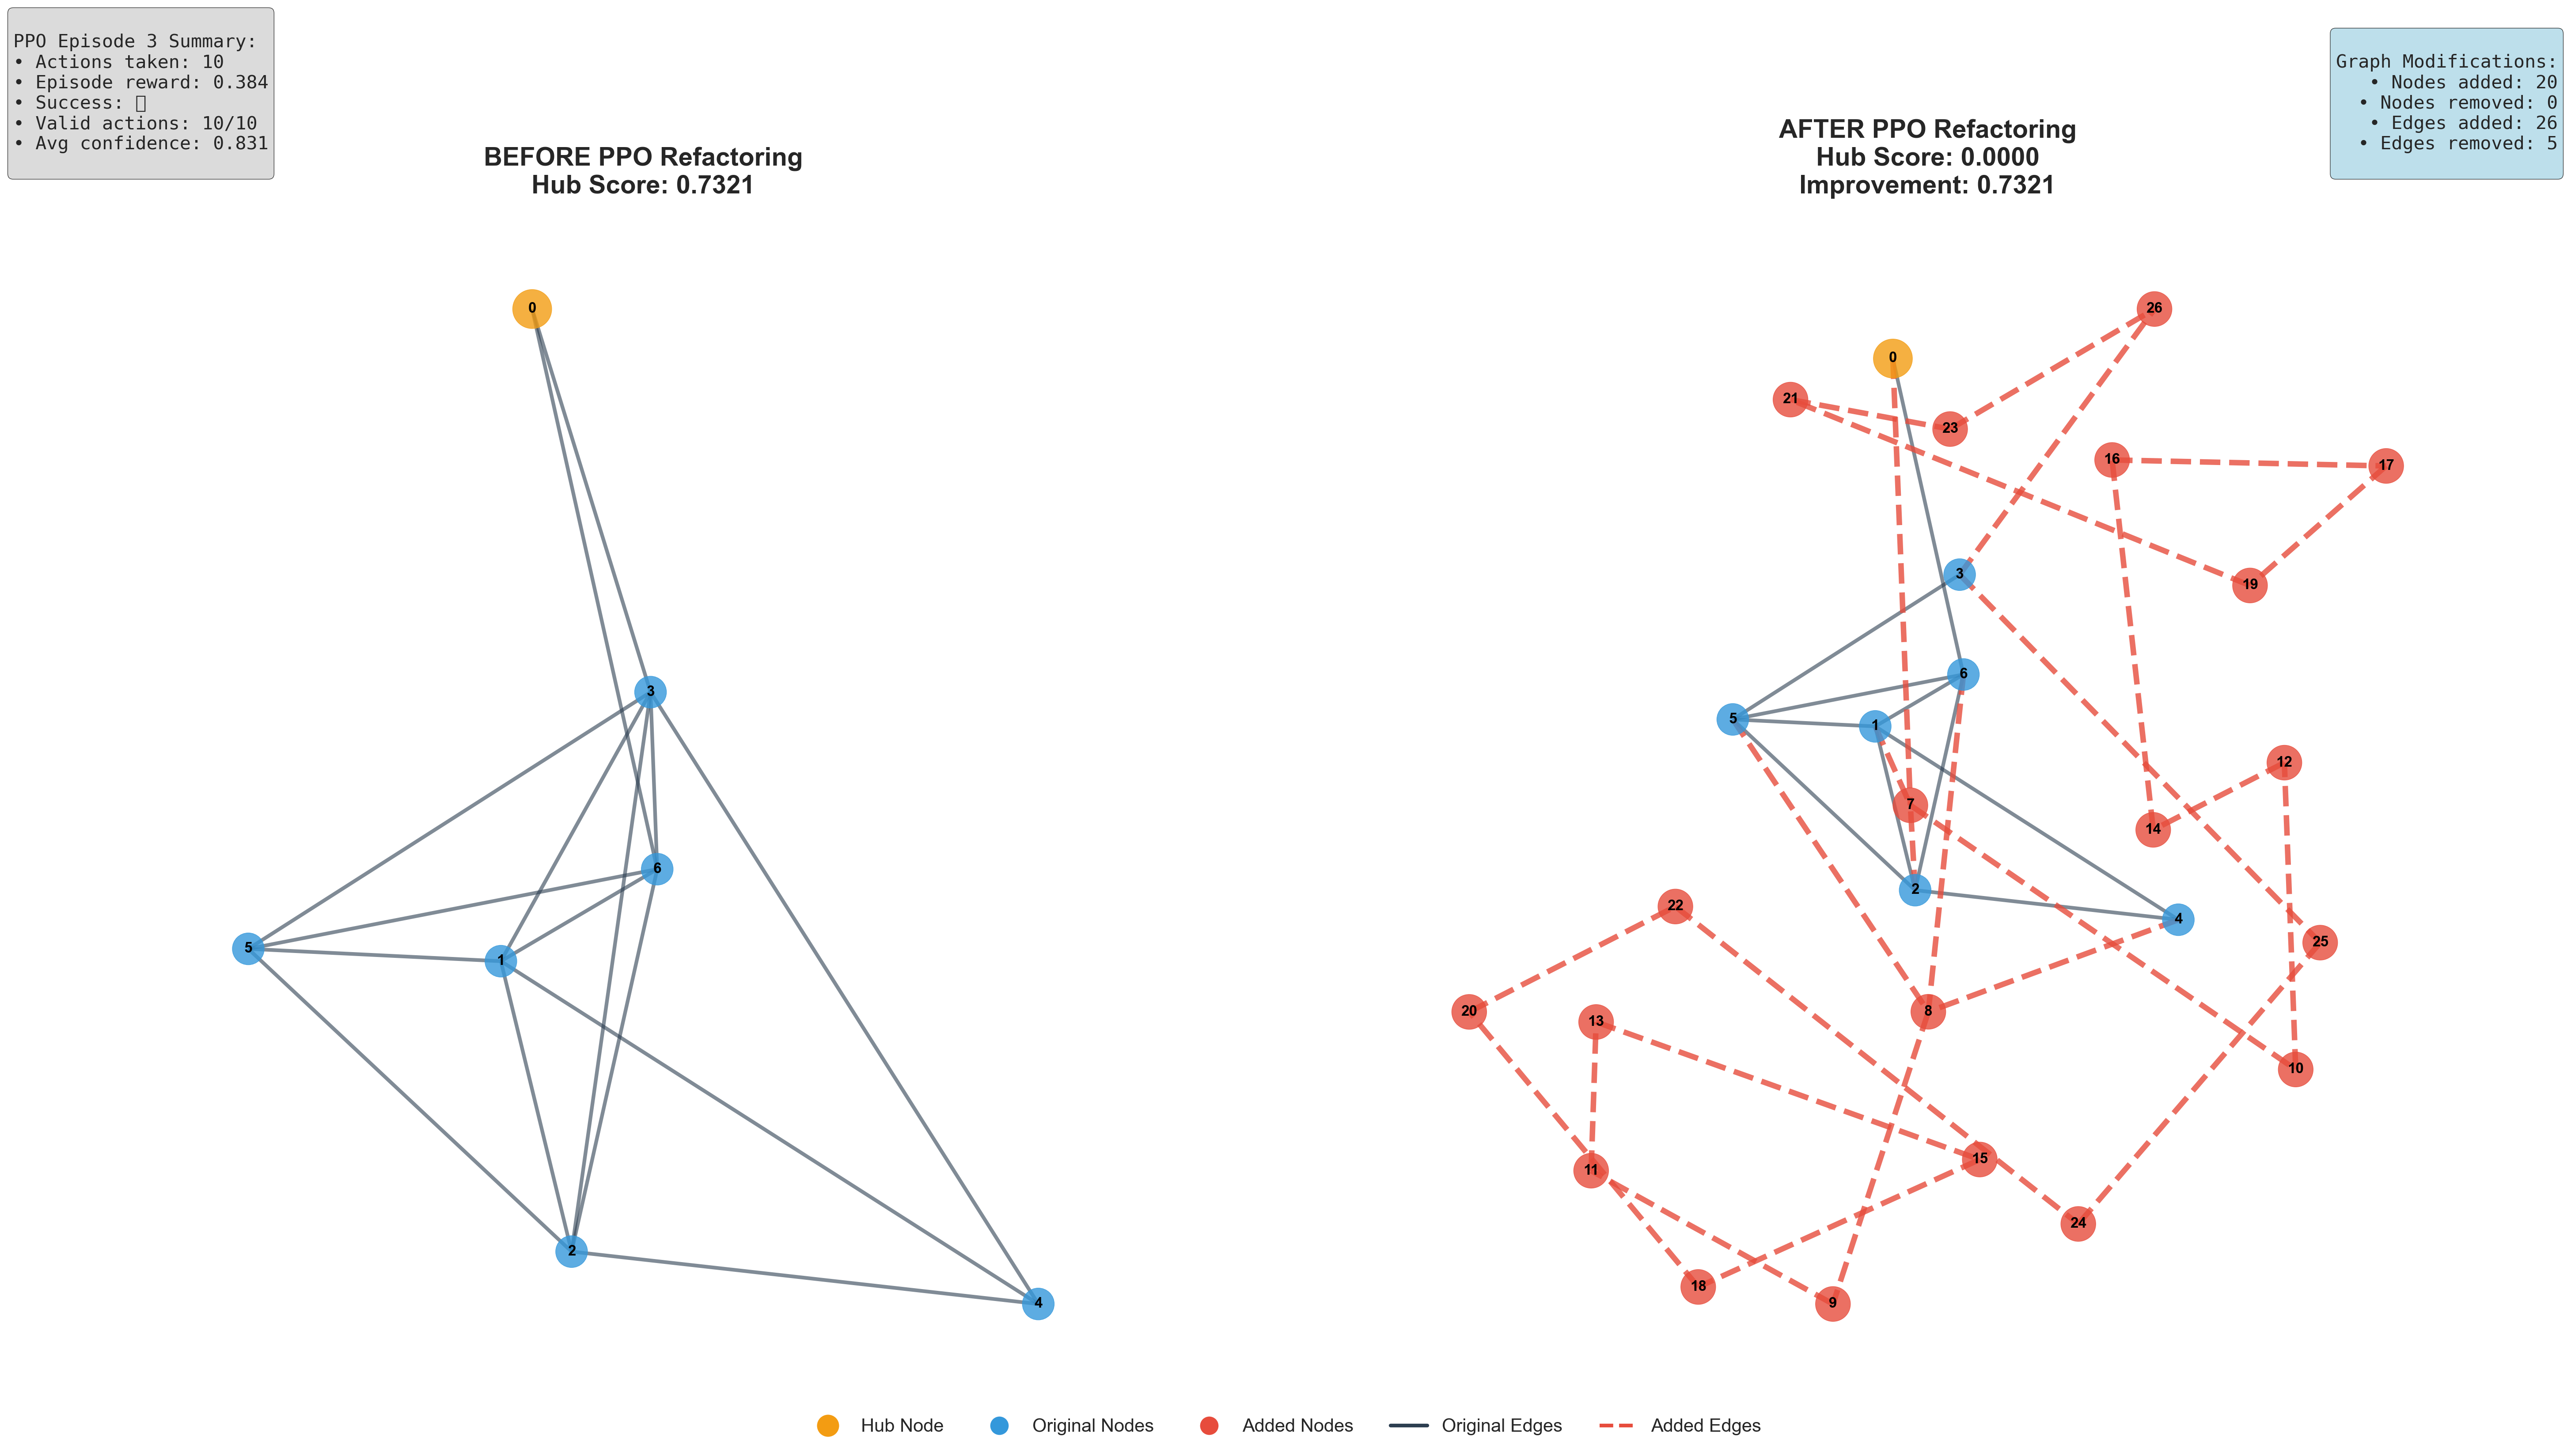 PPO Episode 3 Summary:
• Actions taken: 10
• Episode reward: 0.384
• Success: 
• Valid actions: 10/10
• Avg confidence: 0.831
Graph Modifications:
• Nodes added: 20
• Nodes removed: 0
• Edges added: 26
• Edges removed: 5
BEFORE PPO Refactoring
Hub Score: 0.7321
AFTER PPO Refactoring
Hub Score: 0.0000
Improvement: 0.7321
0
3
6
5
1
2
4
26
0
21
23
16
17
3
19
6
5
1
12
7
14
2
22
4
25
20
13
8
10
15
11
24
18
9
Hub Node
Original Nodes
Added Nodes
Original Edges
Added Edges